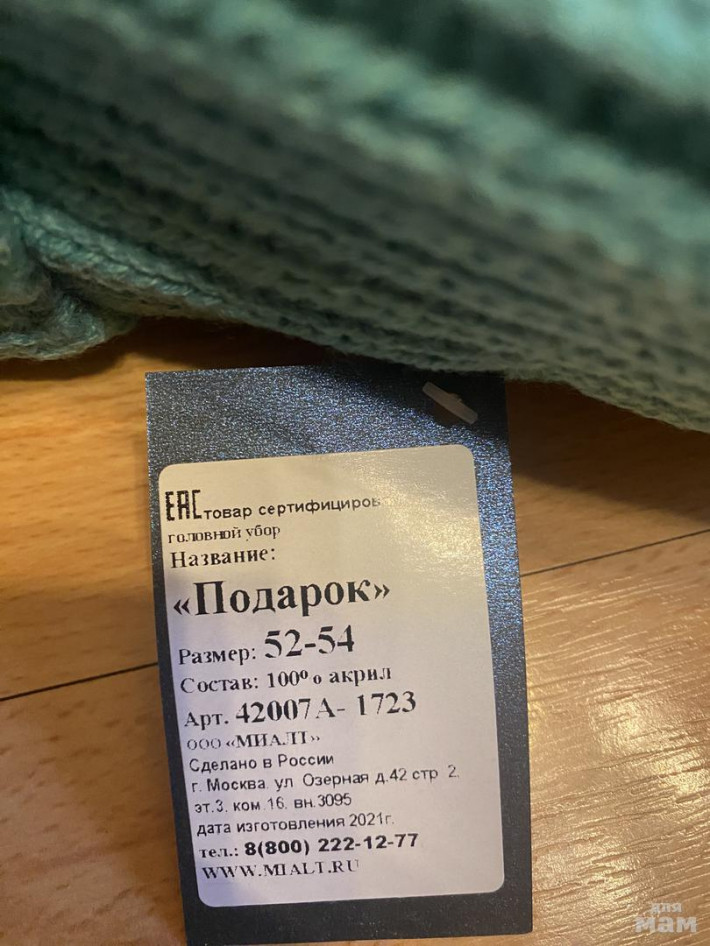 EAC товар сертифициров
головной убор
Название:
«Подарок»
Размер: 52-54
Состав: 100% акрил
Арт. 42007А- 1723
ООО «МИАЛТ»
Сделано в России
г. Москва. ул Озерная д.42 стр 2.
эт.3. ком.16. вн.3095
дата изготовления 2021г.
тел.: 8(800) 222-12-77
WWW.MIALT.RU
для
мам